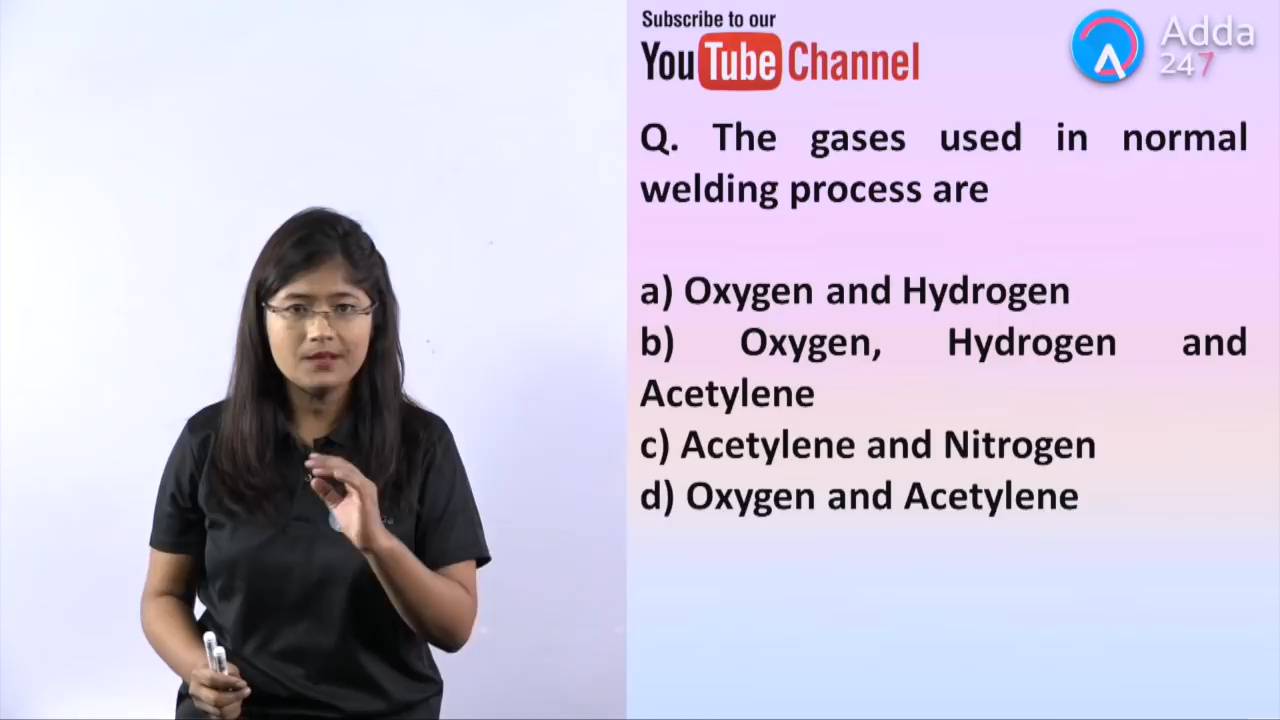 Subscribe to our
YouTube Channel
Adda
247
Q. The gases used in normal
welding process are
a) Oxygen and Hydrogen
b) Oxygen, Hydrogen and
Acetylene
c) Acetylene and Nitrogen
d) Oxygen and Acetylene